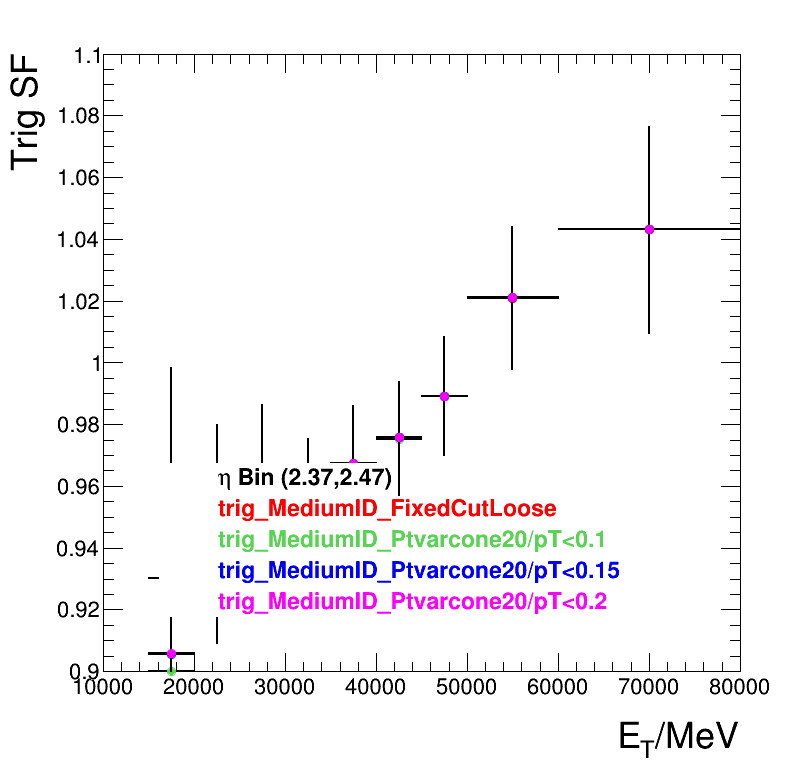 Trig SF
1.1
1.08
1.06
1.04
1.02
1
0.98
0.96
0.94
0.92
0.9
η Bin (2.37,2.47)
trig_MediumID_FixedCutLoose
trig_MediumID_Ptvarcone20/pT<0.1
trig_MediumID_Ptvarcone20/pT<0.15
trig_MediumID_Ptvarcone20/pT<0.2
10000 20000 30000 40000 50000 60000 70000 80000
E_T/MeV